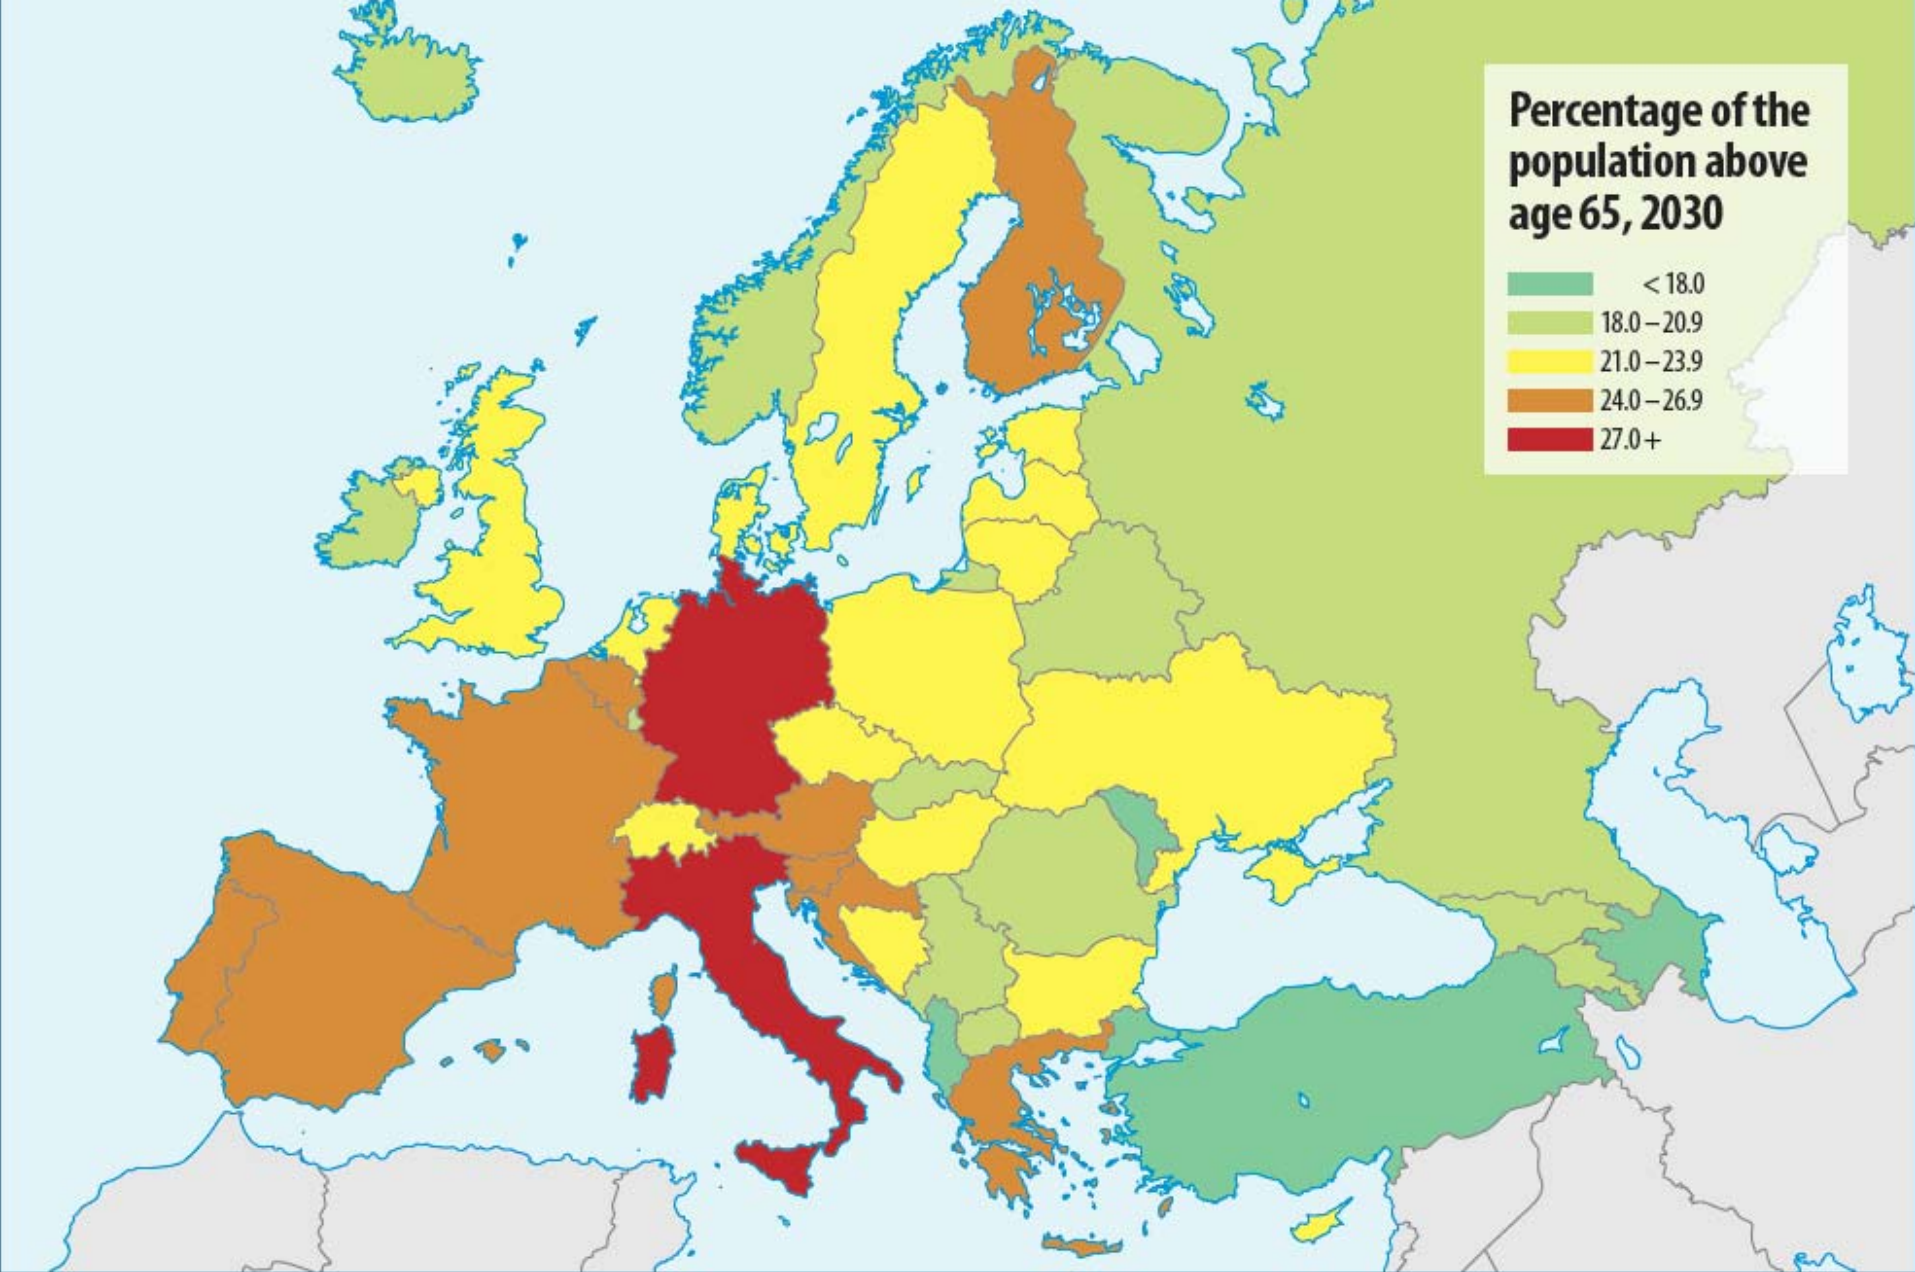 Percentage of the
population above
age 65, 2030
< 18.0
18.0 – 20.9
21.0 – 23.9
24.0 – 26.9
27.0 +